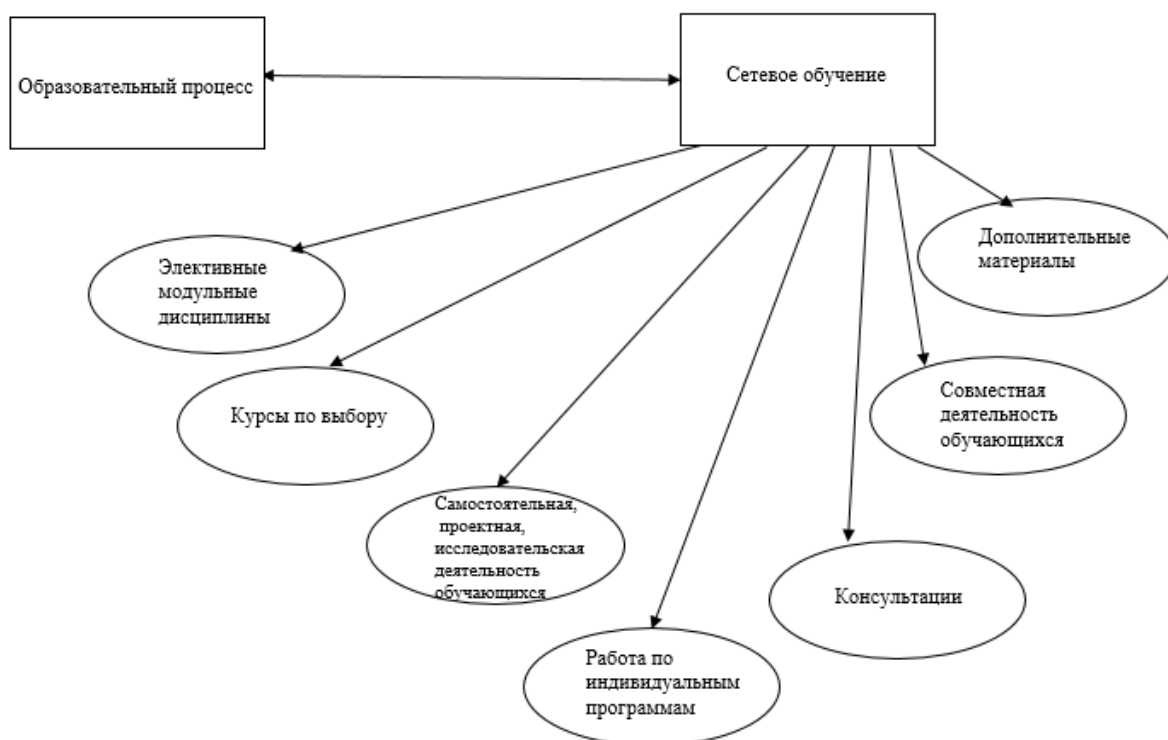 Образовательный процесс
Сетевое обучение
Дополнительные
материалы
Элективные
модульные
дисциплины
Совместная
деятельность
обучающихся
Курсы по выбору
Самостоятельная,
проектная,
исследовательская
деятельность
обучающихся
Консультации
Работа по
индивидуальным
программам